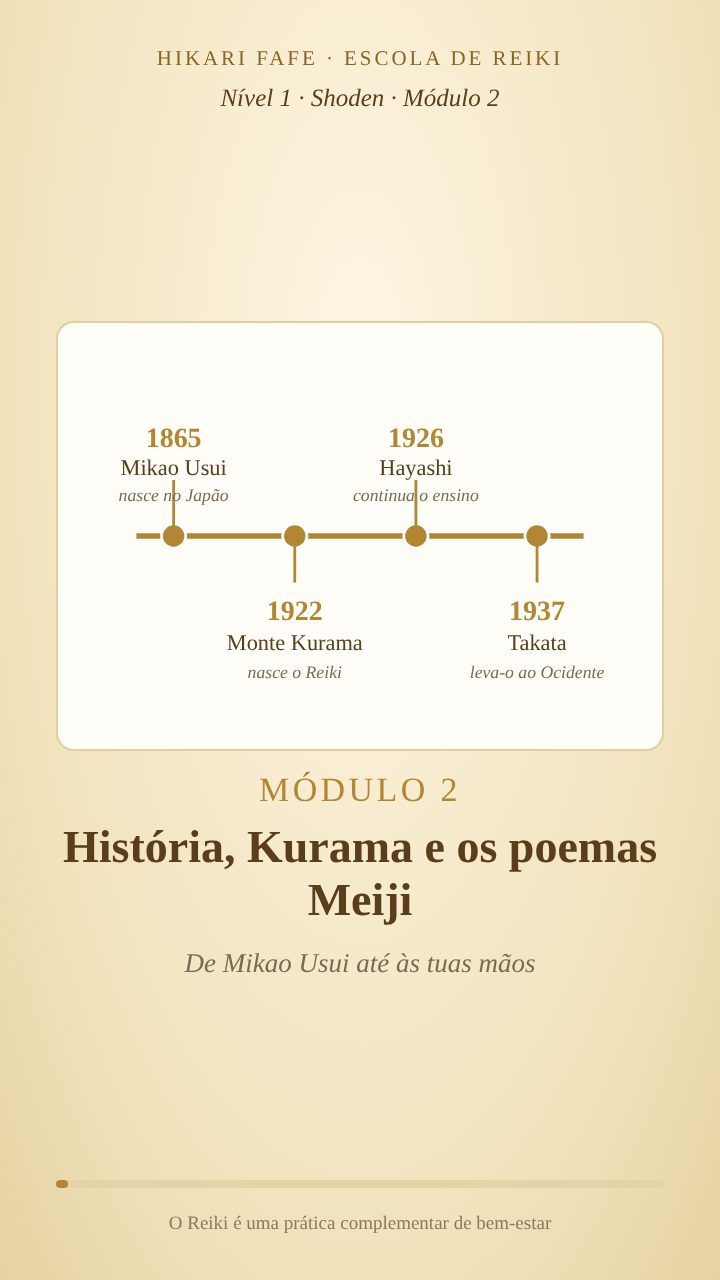 HIKARI FAFE · ESCOLA DE REIKI
Nível 1 · Shoden · Módulo 2
1865
Mikao Usui
nasce no Japão
1926
Hayashi
continua o ensino
1922
Monte Kurama
nasce o Reiki
1937
Takata
leva-o ao Ocidente
MÓDULO 2
História, Kurama e os poemas
Meiji
De Mikao Usui até às tuas mãos
O Reiki é uma prática complementar de bem-estar